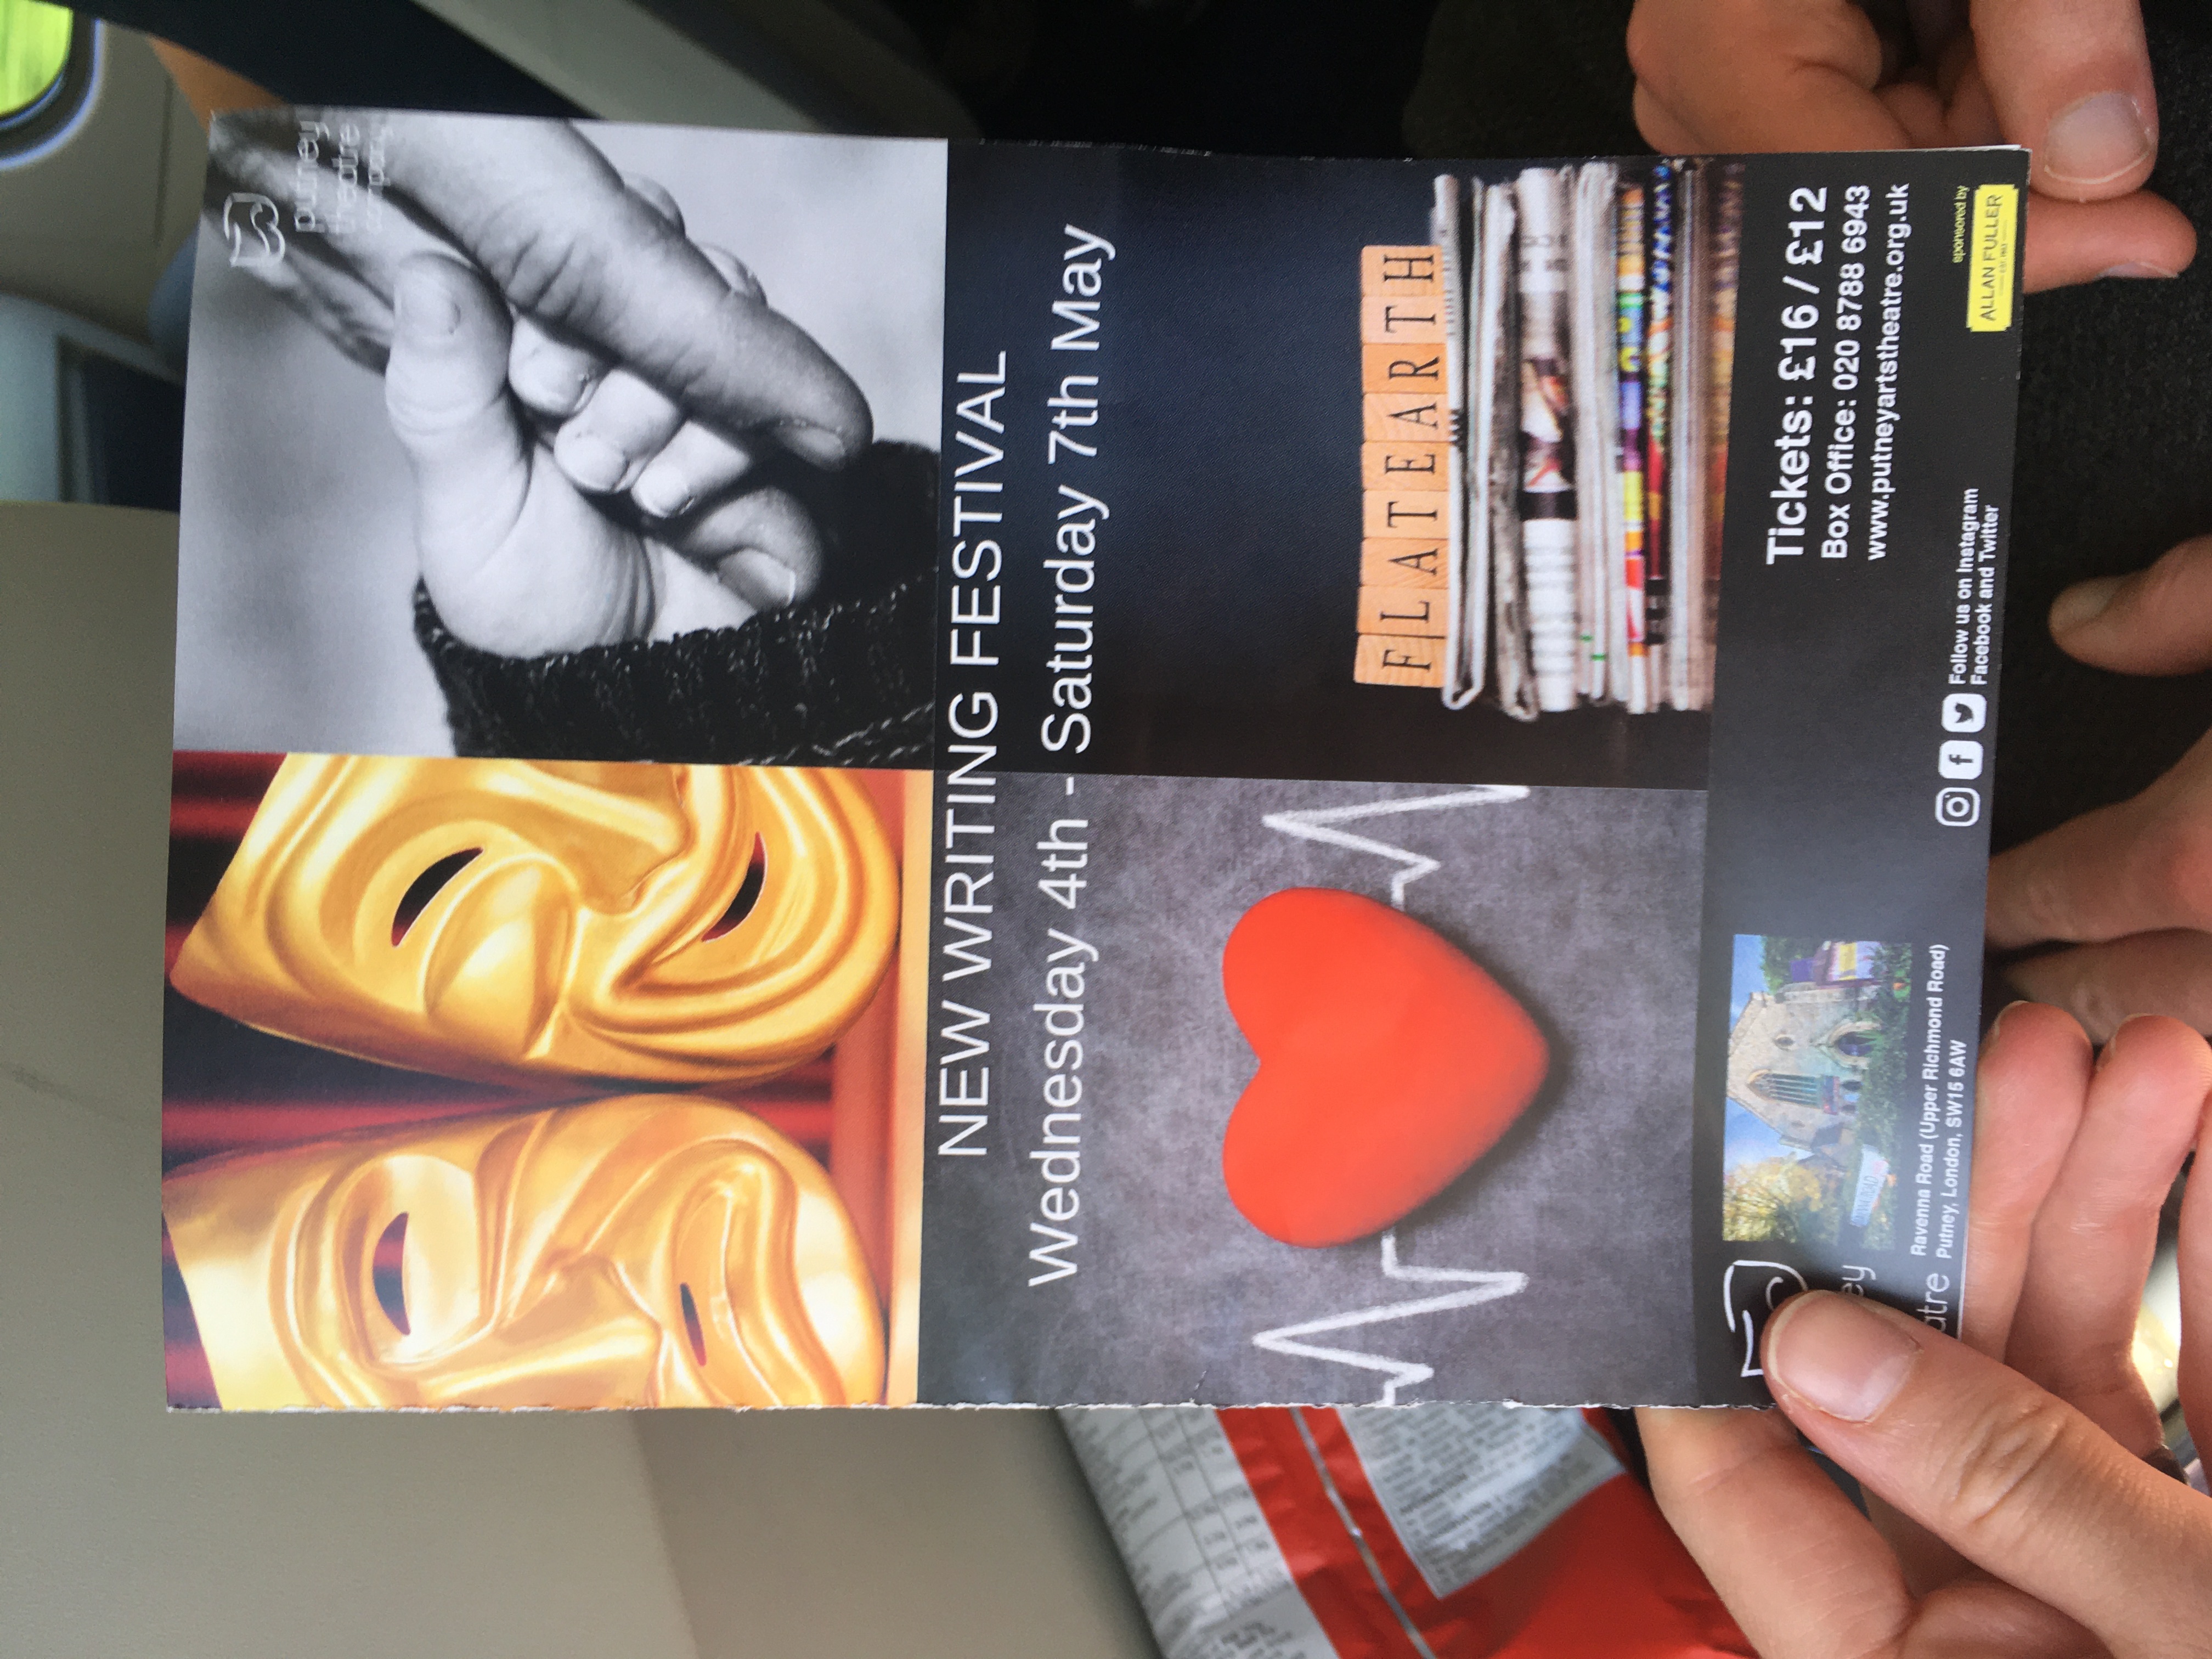 putney
theatre
company
NEW WRITING FESTIVAL
Wednesday 4th - Saturday 7th May
FLATEARTH
ey
atre
Ravenna Road (Upper Richmond Road)
Putney, London, SW15 6AW
Tickets: £16 / £12
Box Office: 020 8788 6943
www.putneyartstheatre.org.uk
Follow us on Instagram
Facebook and Twitter
sponsored by
ALLAN FULLER